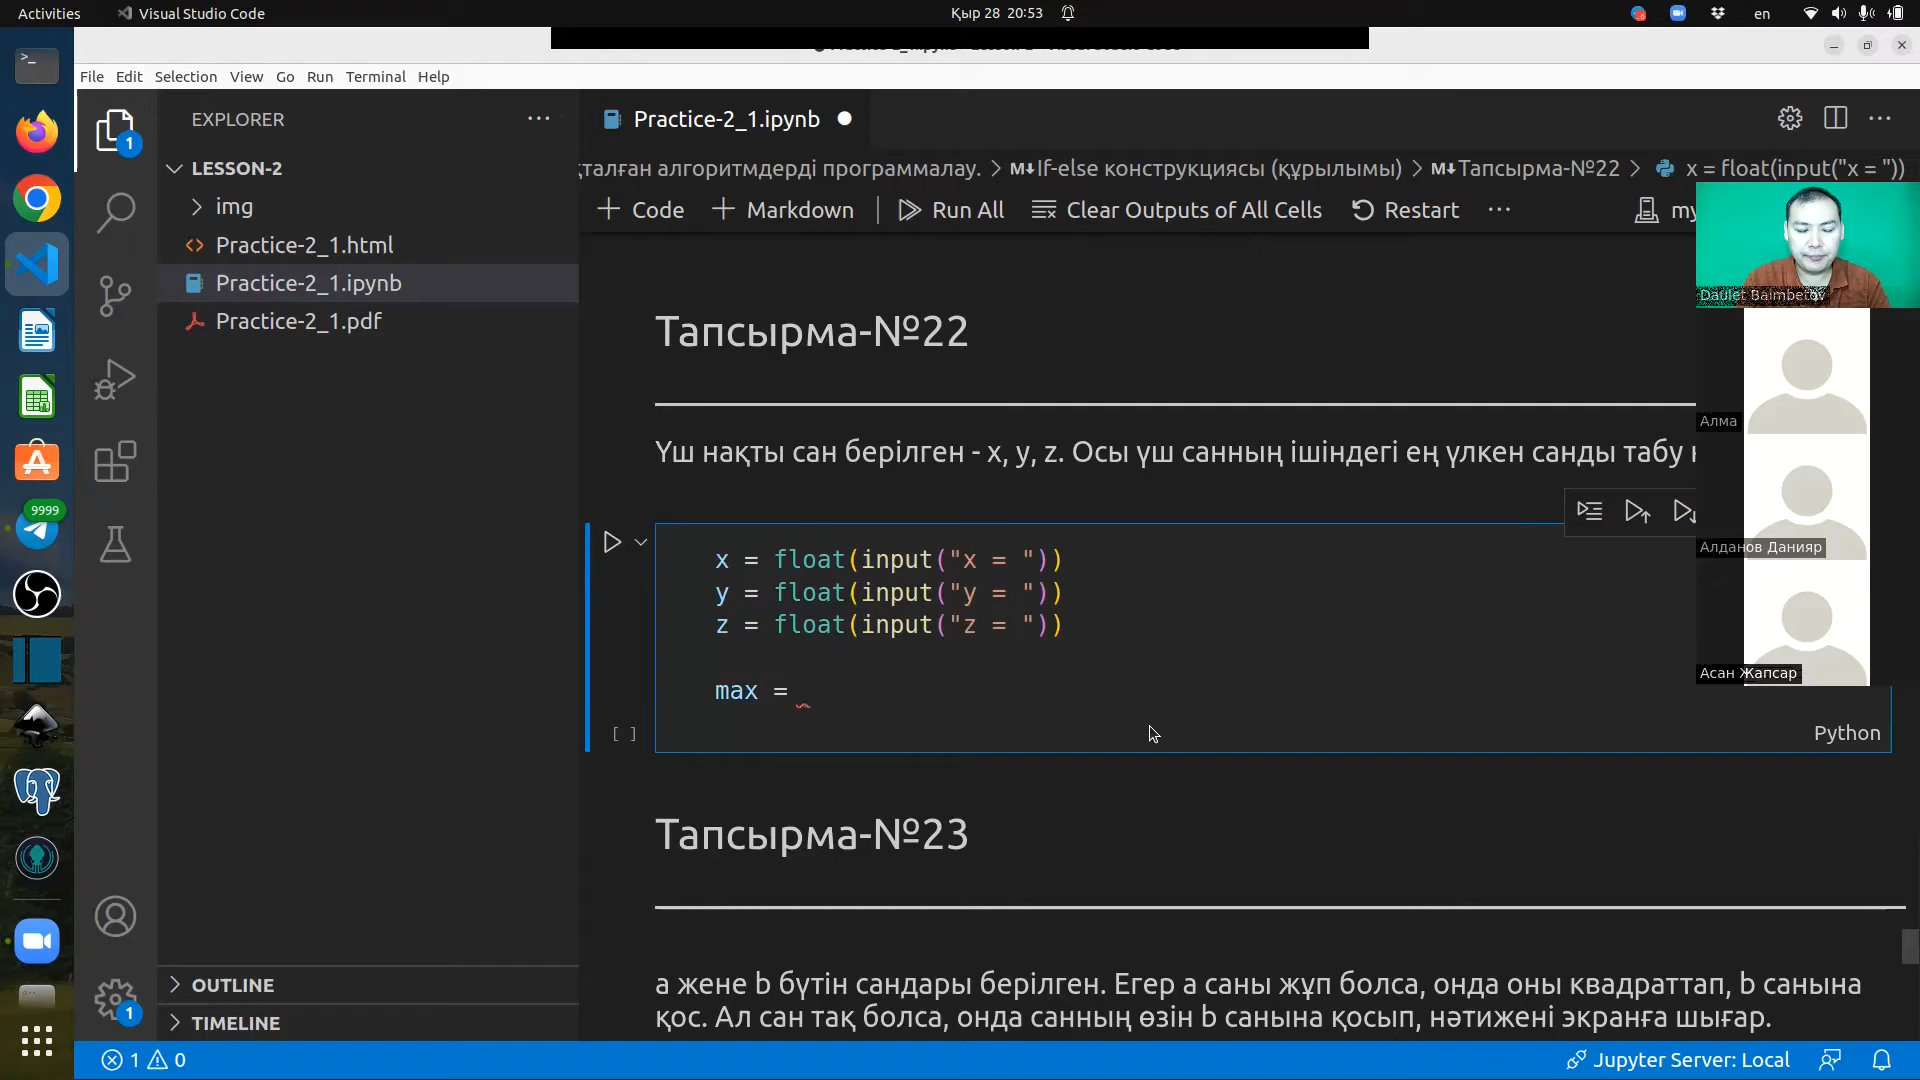 Activities
Visual Studio Code
Қыр 28 20:53
en
File Edit Selection View Go Run Terminal Help
EXPLORER
LESSON-2
img
Practice-2_1.html
Practice-2_1.ipynb
Practice-2_1.pdf
OUTLINE
TIMELINE
Practice-2_1.ipynb
қталған алгоритмдерді программалау. > If-else конструкциясы (құрылымы) > Тапсырма-№22 > x = float(input("x = "))
+ Code + Markdown Run All Clear Outputs of All Cells Restart ··· my
Тапсырма-№22
Үш нақты сан берілген - x, y, z. Осы үш санның ішіндегі ең үлкен санды табу
x = float(input("x = "))
y = float(input("y = "))
z = float(input("z = "))
max =
[ ]
Python
Тапсырма-№23
a жене b бүтін сандары берілген. Егер a саны жұп болса, онда оны квадраттап, b санына
қос. Ал сан тақ болса, онда санның өзін b санына қосып, нәтижені экранға шығар.
Daulet Baimbetov
Алма
Алданов Данияр
Асан Жапсар
9999
1
1
1 0
Jupyter Server: Local